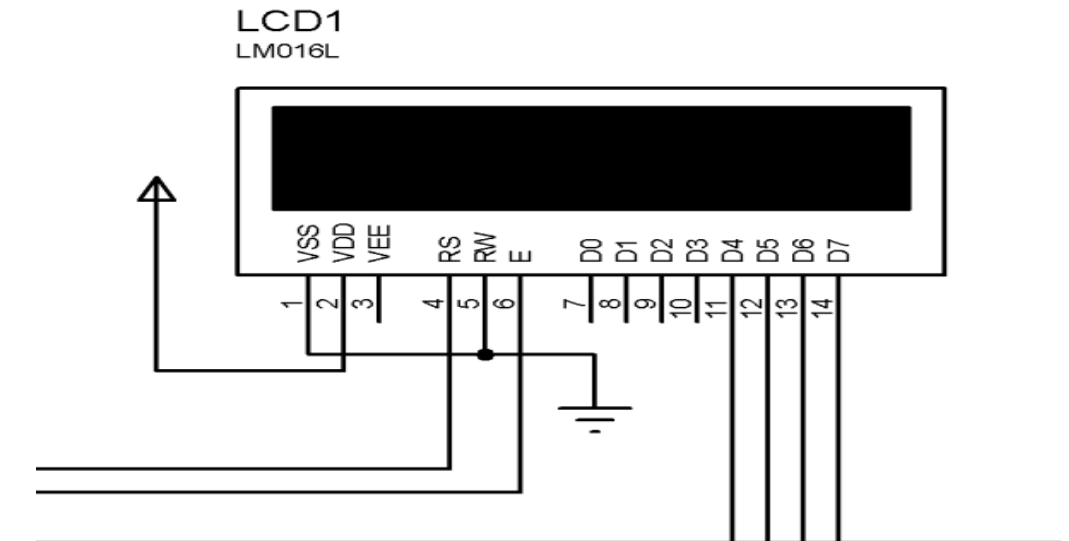 LCD1
LM016L
VSS VDD VEE RS RW E D0 D1 D2 D3 D4 D5 D6 D7
1 2 3 4 5 6 7 8 9 10 11 12 13 14